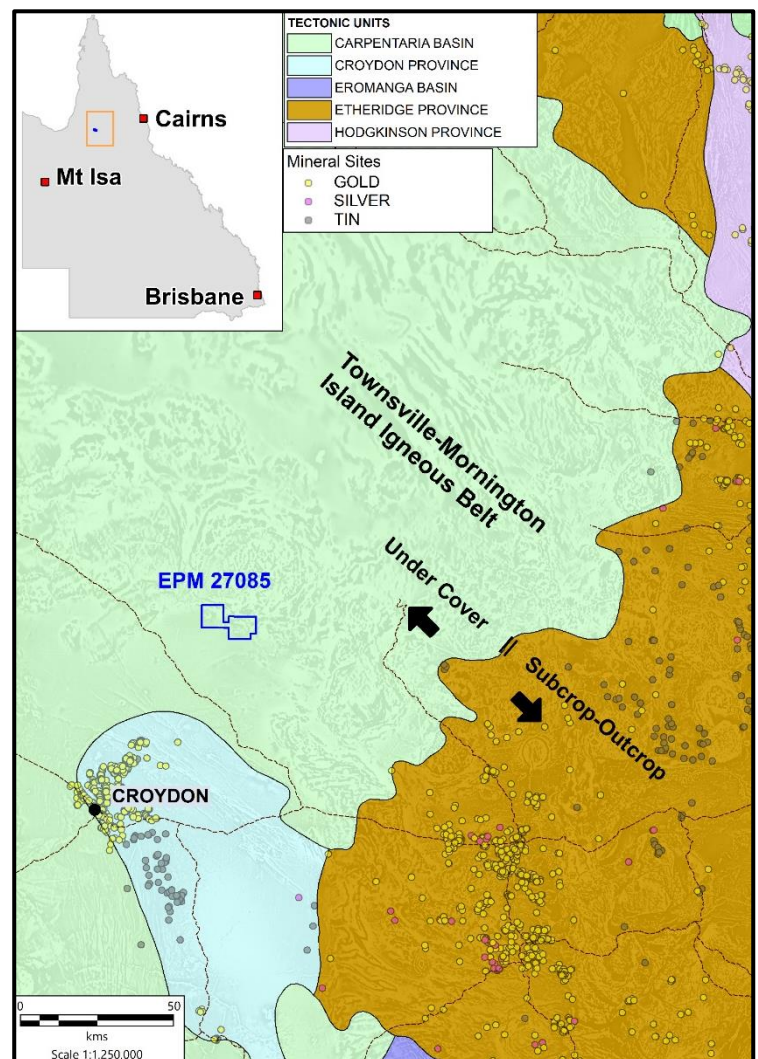 Cairns
Mt Isa
Brisbane
TECTONIC UNITS
CARPENTARIA BASIN
CROYDON PROVINCE
EROMANGA BASIN
ETHERIDGE PROVINCE
HODGKINSON PROVINCE
Mineral Sites
GOLD
SILVER
TIN
Townsville-Mornington
Island Igneous Belt
Under Cover
||
Subcrop-Outcrop
EPM 27085
CROYDON
0 50
kms
Scale 1:1,250,000